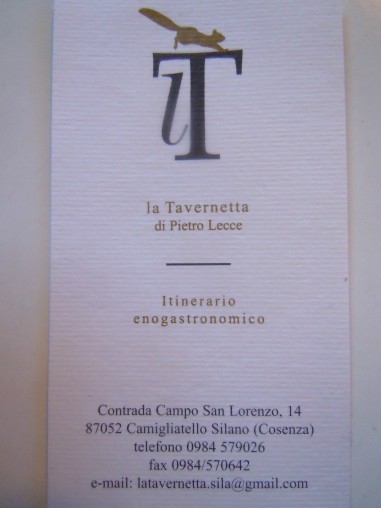 lT
la Tavernetta
di Pietro Lecce
Itinerario
enogastronomico
Contrada Campo San Lorenzo, 14
87052 Camigliatello Silano (Cosenza)
telefono 0984 579026
fax 0984/570642
e-mail: latavernetta.sila@gmail.com